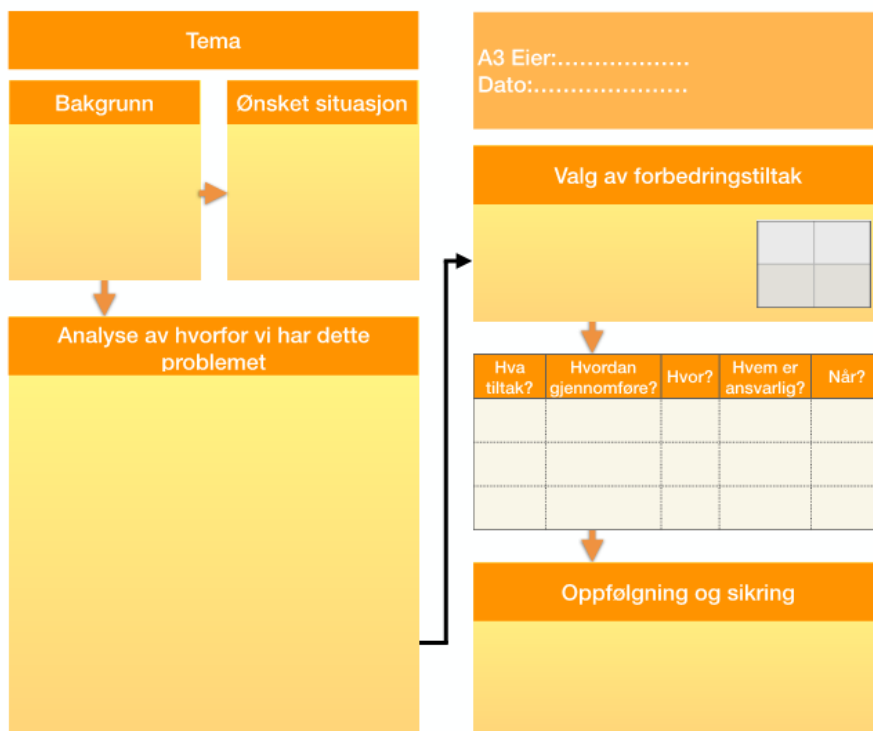 Tema
Bakgrunn
Ønsket situasjon
Analyse av hvorfor vi har dette
problemet
A3 Eier:...................
Dato:......................
Valg av forbedringstiltak
Hva
tiltak?
Hvordan
gjennomføre?
Hvor?
Hvem er
ansvarlig?
Når?
Oppfølgning og sikring